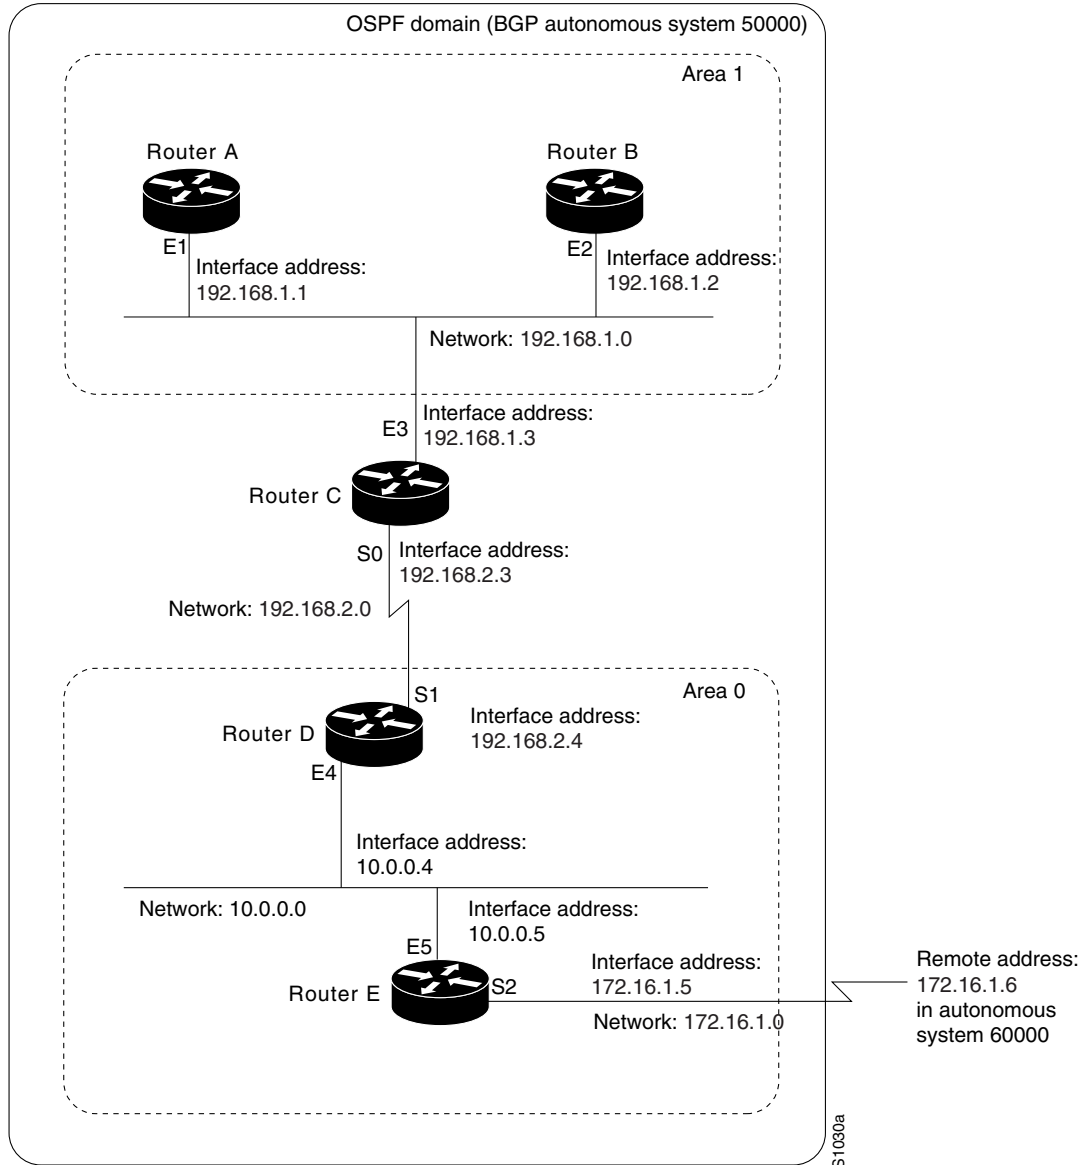 OSPF domain (BGP autonomous system 50000)
Area 1
Router A
Router B
E1
Interface address:
192.168.1.1
E2
Interface address:
192.168.1.2
Network: 192.168.1.0
E3
Interface address:
192.168.1.3
Router C
S0
Interface address:
192.168.2.3
Network: 192.168.2.0
Area 0
S1
Interface address:
192.168.2.4
Router D
E4
Interface address:
10.0.0.4
Network: 10.0.0.0
Interface address:
10.0.0.5
E5
Router E
S2
Interface address:
172.16.1.5
Network: 172.16.1.0
Remote address:
172.16.1.6
in autonomous
system 60000
S1030a